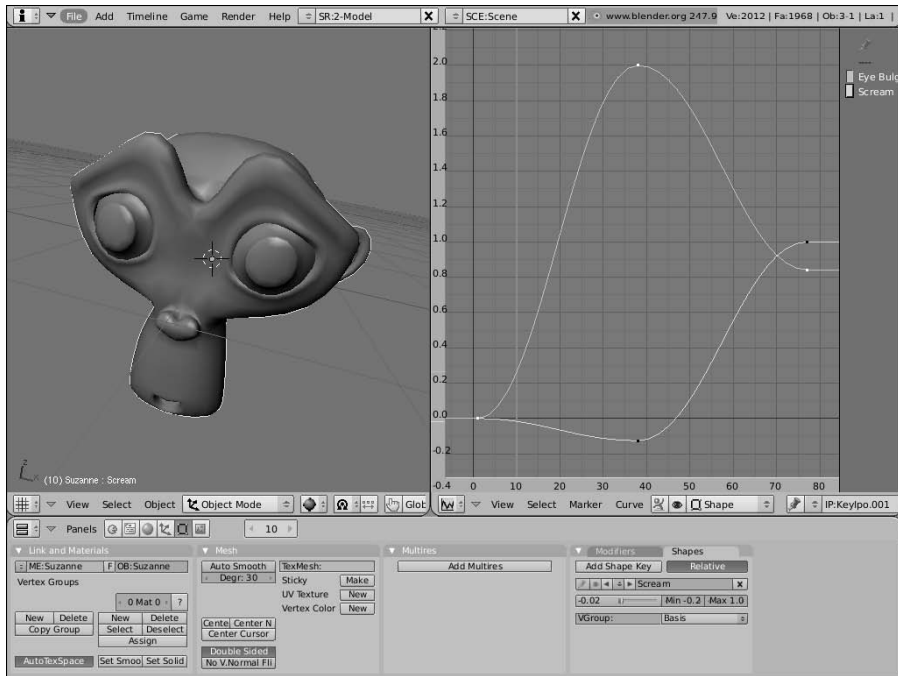 File Add Timeline Game Render Help SR:2-Model X SCE:Scene X www.blender.org 247.9 Ve:2012 | Fa:1968 | Ob:3-1 | La:1 |
2.0
1.8
1.6
1.4
1.2
1.0
0.8
0.6
0.4
0.2
0.0
-0.2
-0.4 0 10 20 30 40 50 60 70 80
Eye Bulg
Scream
z
x
(10) Suzanne : Scream
View Select Object Object Mode Glob
View Select Marker Curve Shape IP:KeyIpo.001
Panels 10
Link and Materials
ME:Suzanne F OB:Suzanne
Vertex Groups
0 Mat 0 ?
New Delete New Delete
Copy Group Select Deselect
Assign
AutoTexSpace Set Smoo Set Solid
Mesh
Auto Smooth TexMesh:
Degr: 30 Sticky Make
UV Texture New
Vertex Color New
Cente Center N
Center Cursor
Double Sided
No V.Normal Fli
Multires
Add Multires
Modifiers Shapes
Add Shape Key Relative
Scream X
-0.02 Min -0.2 Max 1.0
VGroup: Basis